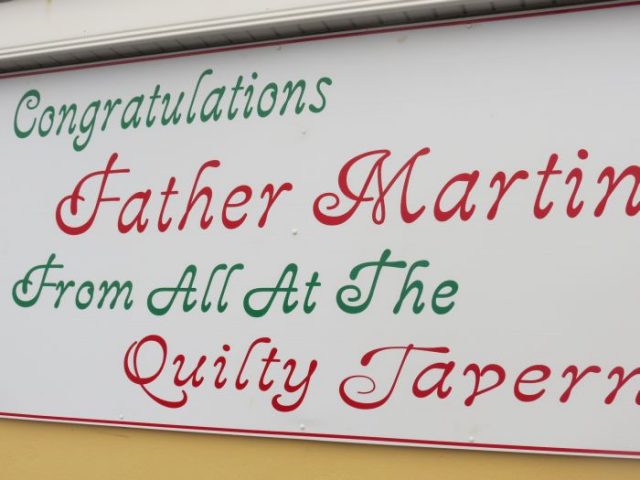 Congratulations
Father Martin
From All At The
Quilty Tavern